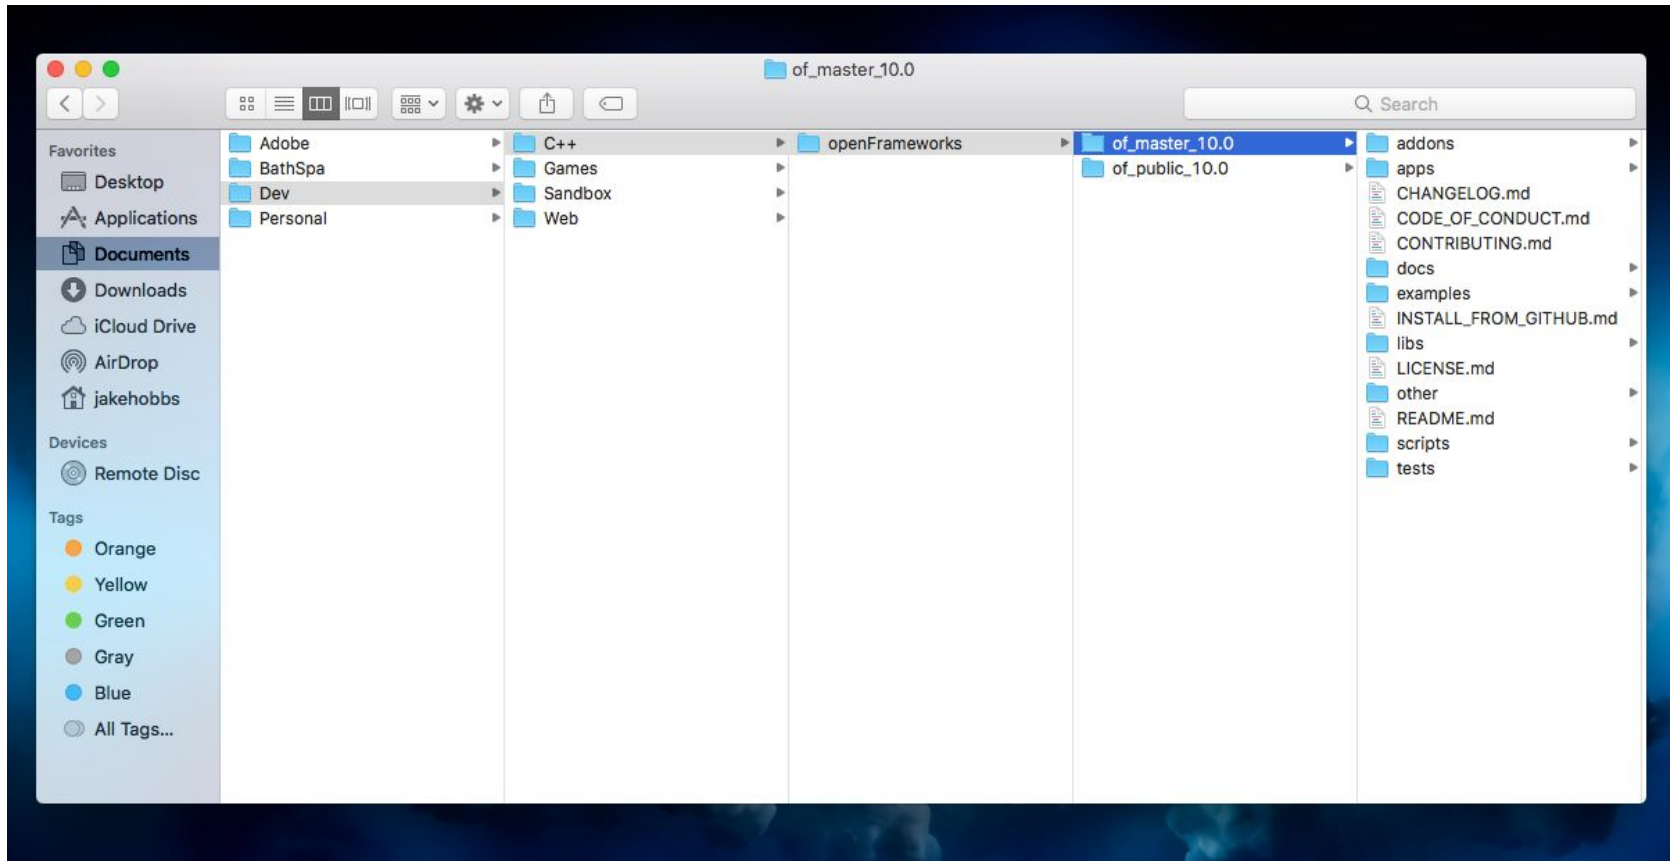 of_master_10.0
Search
Favorites
Desktop
Applications
Documents
Downloads
iCloud Drive
AirDrop
jakehobbs
Devices
Remote Disc
Tags
Orange
Yellow
Green
Gray
Blue
All Tags...
Adobe
BathSpa
Dev
Personal
C++
Games
Sandbox
Web
openFrameworks
of_master_10.0
of_public_10.0
addons
apps
CHANGELOG.md
CODE_OF_CONDUCT.md
CONTRIBUTING.md
docs
examples
INSTALL_FROM_GITHUB.md
libs
LICENSE.md
other
README.md
scripts
tests